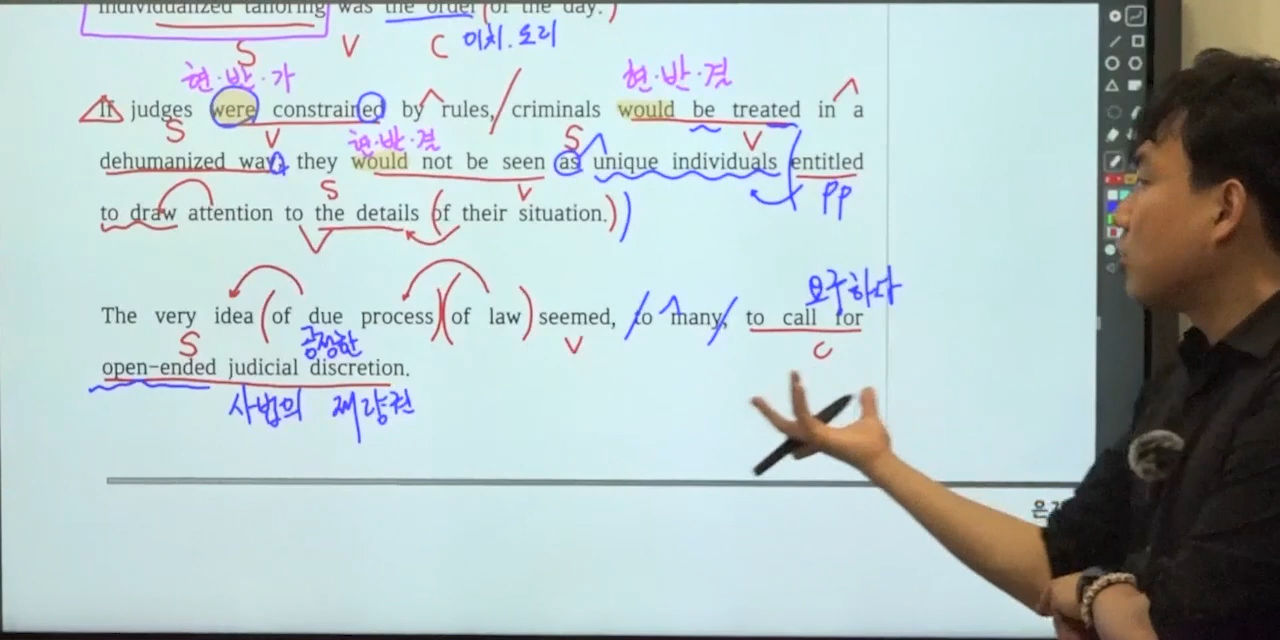 individualized tailoring was the order of the day.
S V C 이치.도리
현·반·가 현·반·결
If judges were constrained by rules, criminals would be treated in a
S V 현·반·결 S V
dehumanized way, they would not be seen as unique individuals entitled
S V PP
to draw attention to the details of their situation.
요구하다
The very idea of due process of law seemed, to many, to call for
S 공정한 V C
open-ended judicial discretion.
사법의 재량권